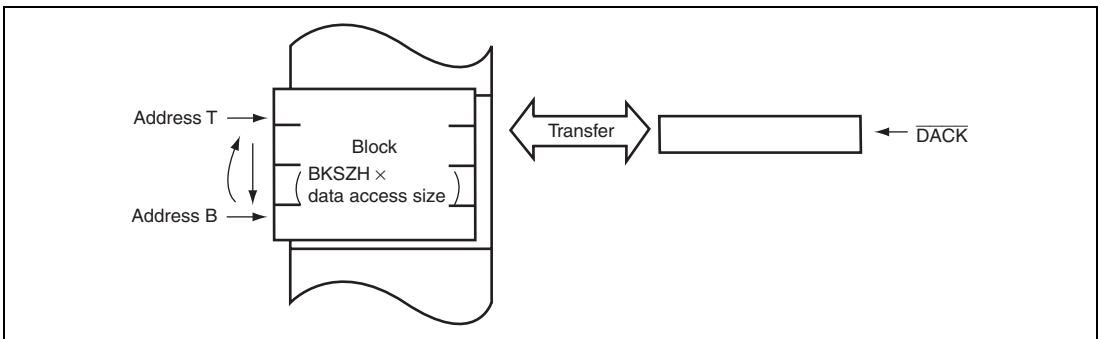 Address T
Block
BKSZH ×
data access size
Address B
Transfer
DACK